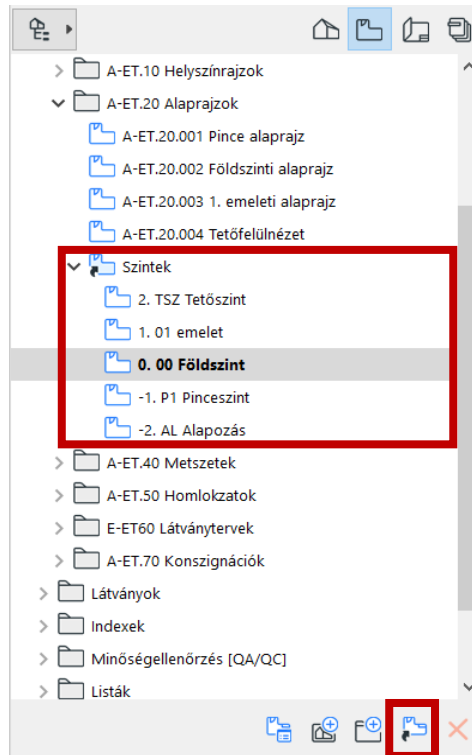 A-ET.10 Helyszínrajzok
A-ET.20 Alaprajzok
A-ET.20.001 Pince alaprajz
A-ET.20.002 Földszinti alaprajz
A-ET.20.003 1. emeleti alaprajz
A-ET.20.004 Tetőfelülnézet
Szintek
2. TSZ Tetőszint
1. 01 emelet
0. 00 Földszint
-1. P1 Pinceszint
-2. AL Alapozás
A-ET.40 Metszetek
A-ET.50 Homlokzatok
E-ET60 Látványtervek
A-ET.70 Konszignációk
Látványok
Indexek
Minőségellenőrzés [QA/QC]
Listák